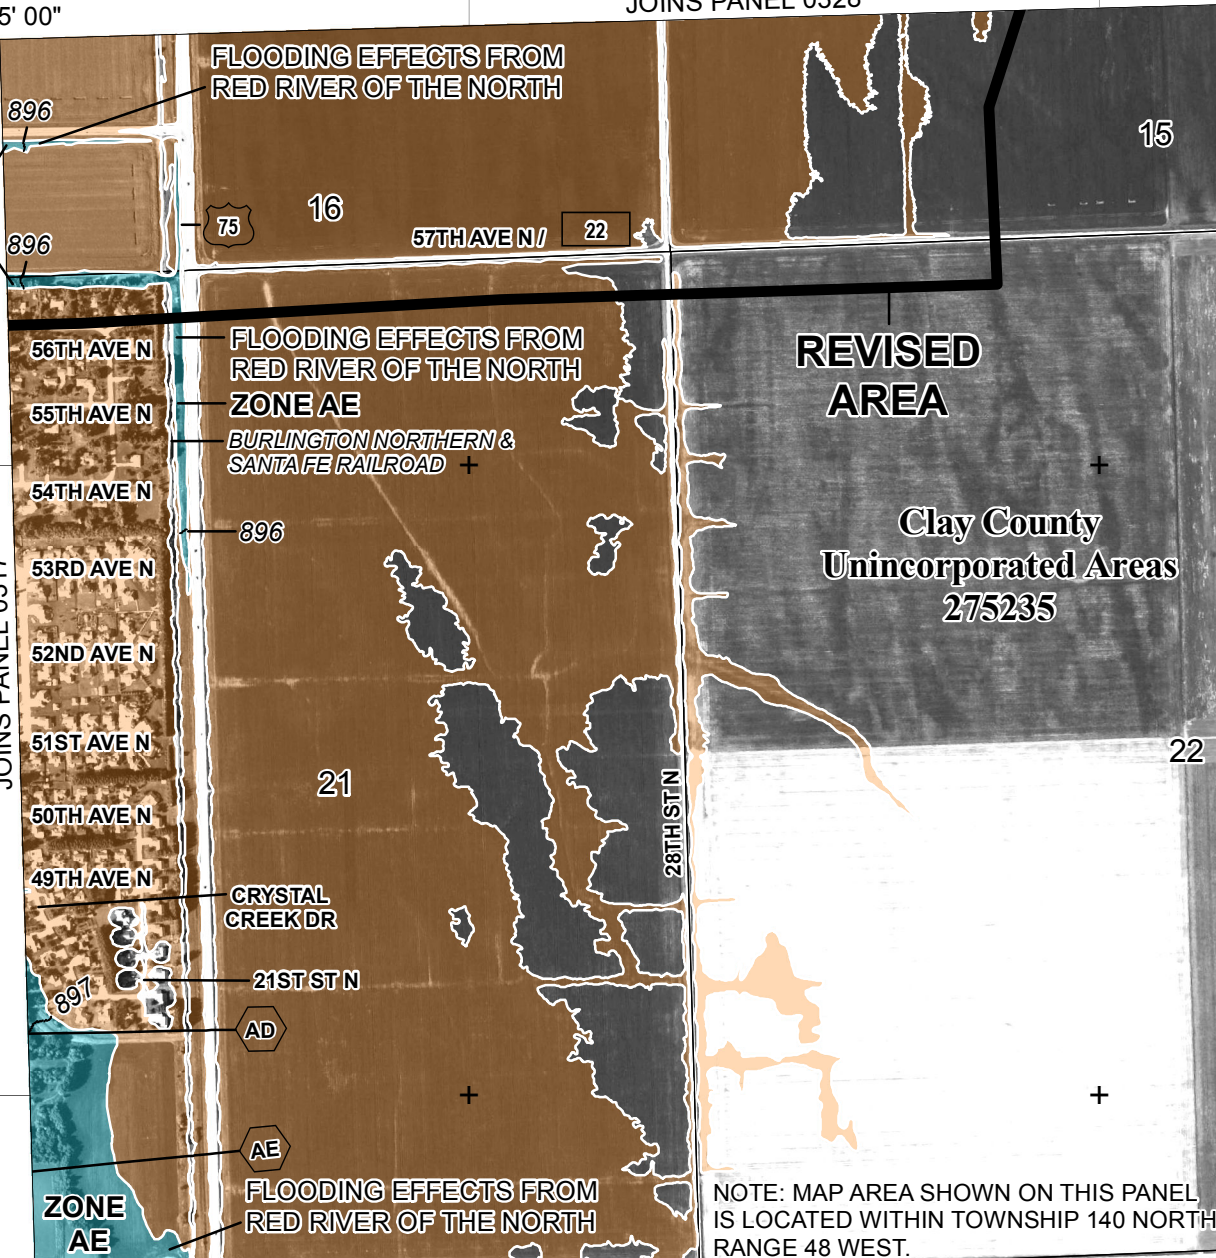 5' 00"
JOINS PANEL 0328
FLOODING EFFECTS FROM
RED RIVER OF THE NORTH
896
15
16
75
57TH AVE N /
22
896
56TH AVE N
FLOODING EFFECTS FROM
RED RIVER OF THE NORTH
REVISED
AREA
55TH AVE N
ZONE AE
BURLINGTON NORTHERN &
SANTA FE RAILROAD
54TH AVE N
896
Clay County
Unincorporated Areas
275235
53RD AVE N
JOINS PANEL 0317
52ND AVE N
51ST AVE N
21
22
28TH ST N
50TH AVE N
49TH AVE N
CRYSTAL
CREEK DR
21ST ST N
897
AD
AE
ZONE
AE
FLOODING EFFECTS FROM
RED RIVER OF THE NORTH
NOTE: MAP AREA SHOWN ON THIS PANEL
IS LOCATED WITHIN TOWNSHIP 140 NORTH
RANGE 48 WEST.